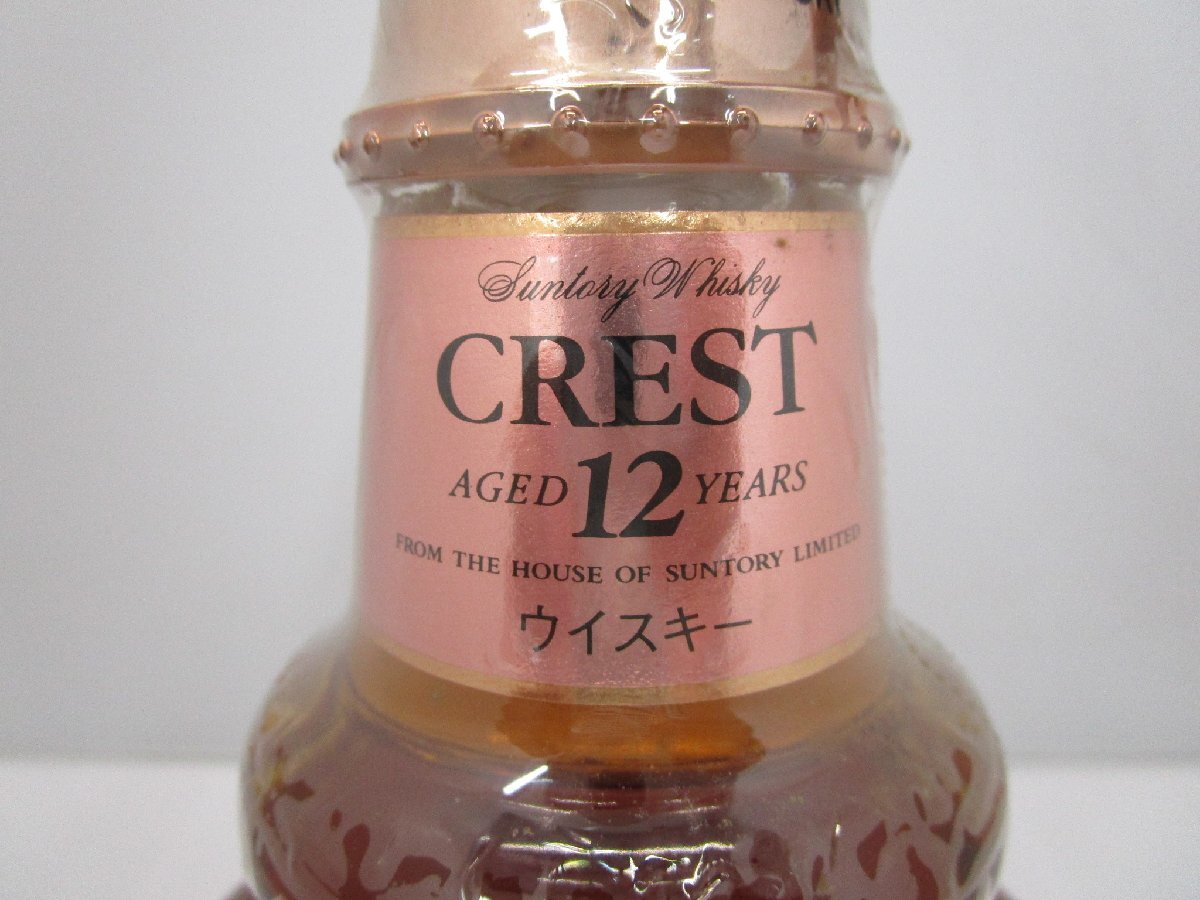 Suntory Whisky
CREST
AGED 12 YEARS
FROM THE HOUSE OF SUNTORY LIMITED
ウイスキー